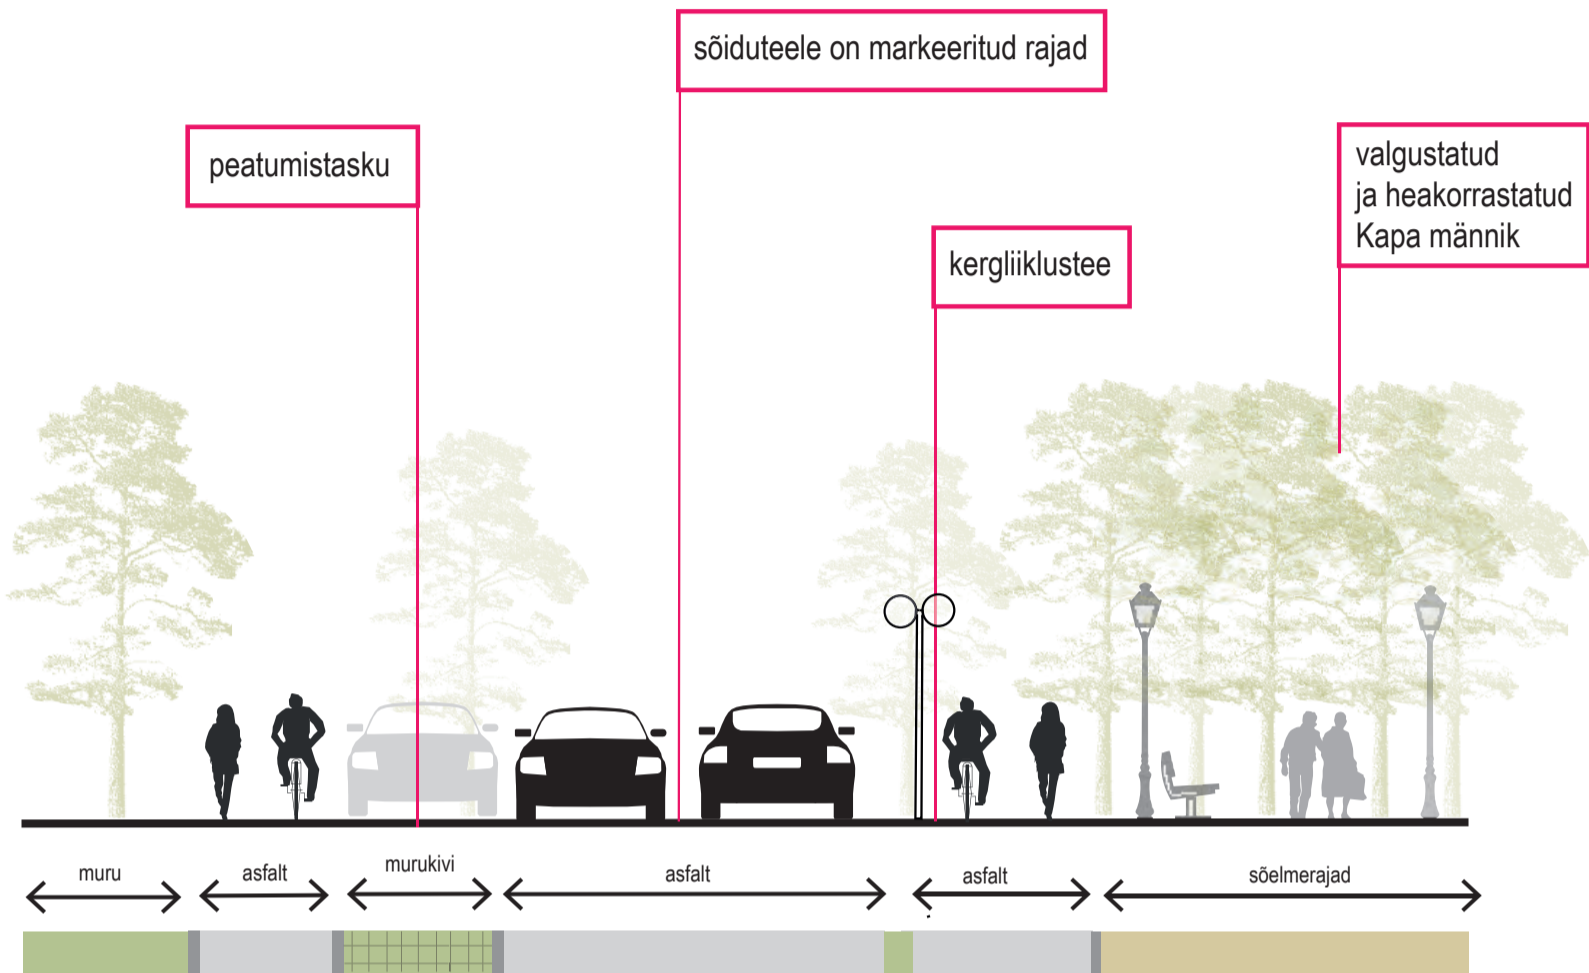 sõiduteele on markeeritud rajad
peatumistasku
valgustatud
ja heakorrastatud
Kapa männik
kergliiklustee
muru
asfalt
murukivi
asfalt
asfalt
sõelmerajad